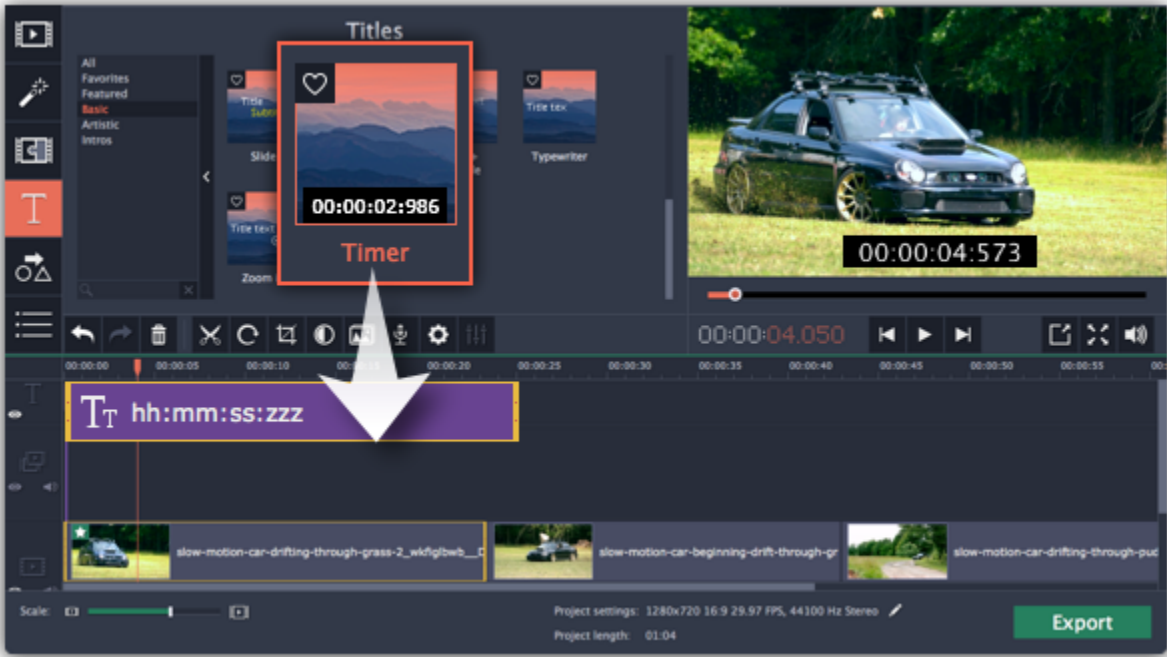 Titles
All
Favorites
Featured
Basic
Artistic
Intros
Title
Slide
00:00:02:986
Timer
Title tex
Typewriter
Title text
Zoom
00:00:04:573
00:00:04.050
00:00:00 00:00:05 00:00:10 00:00:20 00:00:25 00:00:30 00:00:35 00:00:40 00:00:45 00:00:50 00:00:55 00:
T
TT hh:mm:ss:zzz
slow-motion-car-drifting-through-grass-2_wkfiglbwb__D
slow-motion-car-beginning-drift-through-gr
slow-motion-car-drifting-through-pud
Scale:
Project settings: 1280x720 16:9 29.97 FPS, 44100 Hz Stereo
Project length: 01:04
Export